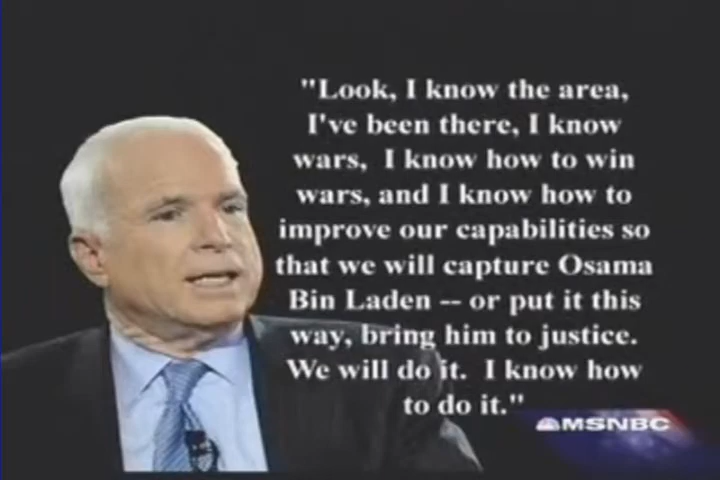 "Look, I know the area,
I've been there, I know
wars, I know how to win
wars, and I know how to
improve our capabilities so
that we will capture Osama
Bin Laden -- or put it this
way, bring him to justice.
We will do it. I know how
to do it."
MSNBC